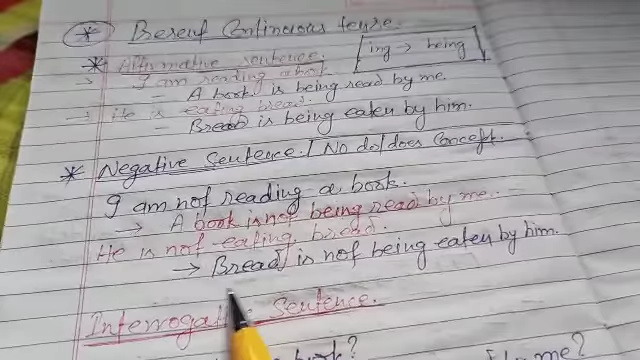 * Present Continuous tense.
ing → being
* Affirmative sentence.
→ I am reading a book.
- A book is being read by me.
→ He is eating bread.
- Bread is being eaten by him.
* Negative Sentence. / No do/does Concept.
I am not reading a book.
→ A book is not being read by me.
He is not eating bread.
→ Bread is not being eaten by him.
Sentence.
book?
me?